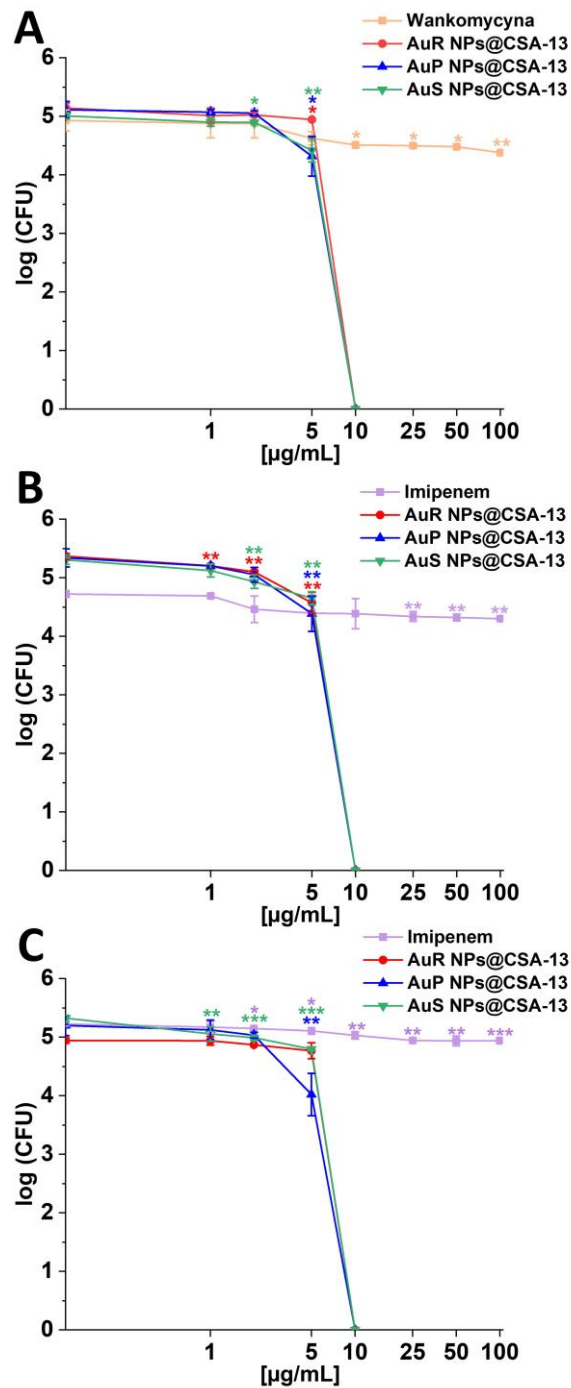 A
Wankomycyna
AuR NPs@CSA-13
AuP NPs@CSA-13
AuS NPs@CSA-13
6
5
4
3
2
1
0
log (CFU)
* ** * * * * * **
1 5 10 25 50 100
[µg/mL]
B
Imipenem
AuR NPs@CSA-13
AuP NPs@CSA-13
AuS NPs@CSA-13
6
5
4
3
2
1
0
log (CFU)
** ** ** ** ** ** ** ** **
1 5 10 25 50 100
[µg/mL]
C
Imipenem
AuR NPs@CSA-13
AuP NPs@CSA-13
AuS NPs@CSA-13
6
5
4
3
2
1
0
log (CFU)
** * *** * *** ** ** ** ** ***
1 5 10 25 50 100
[µg/mL]